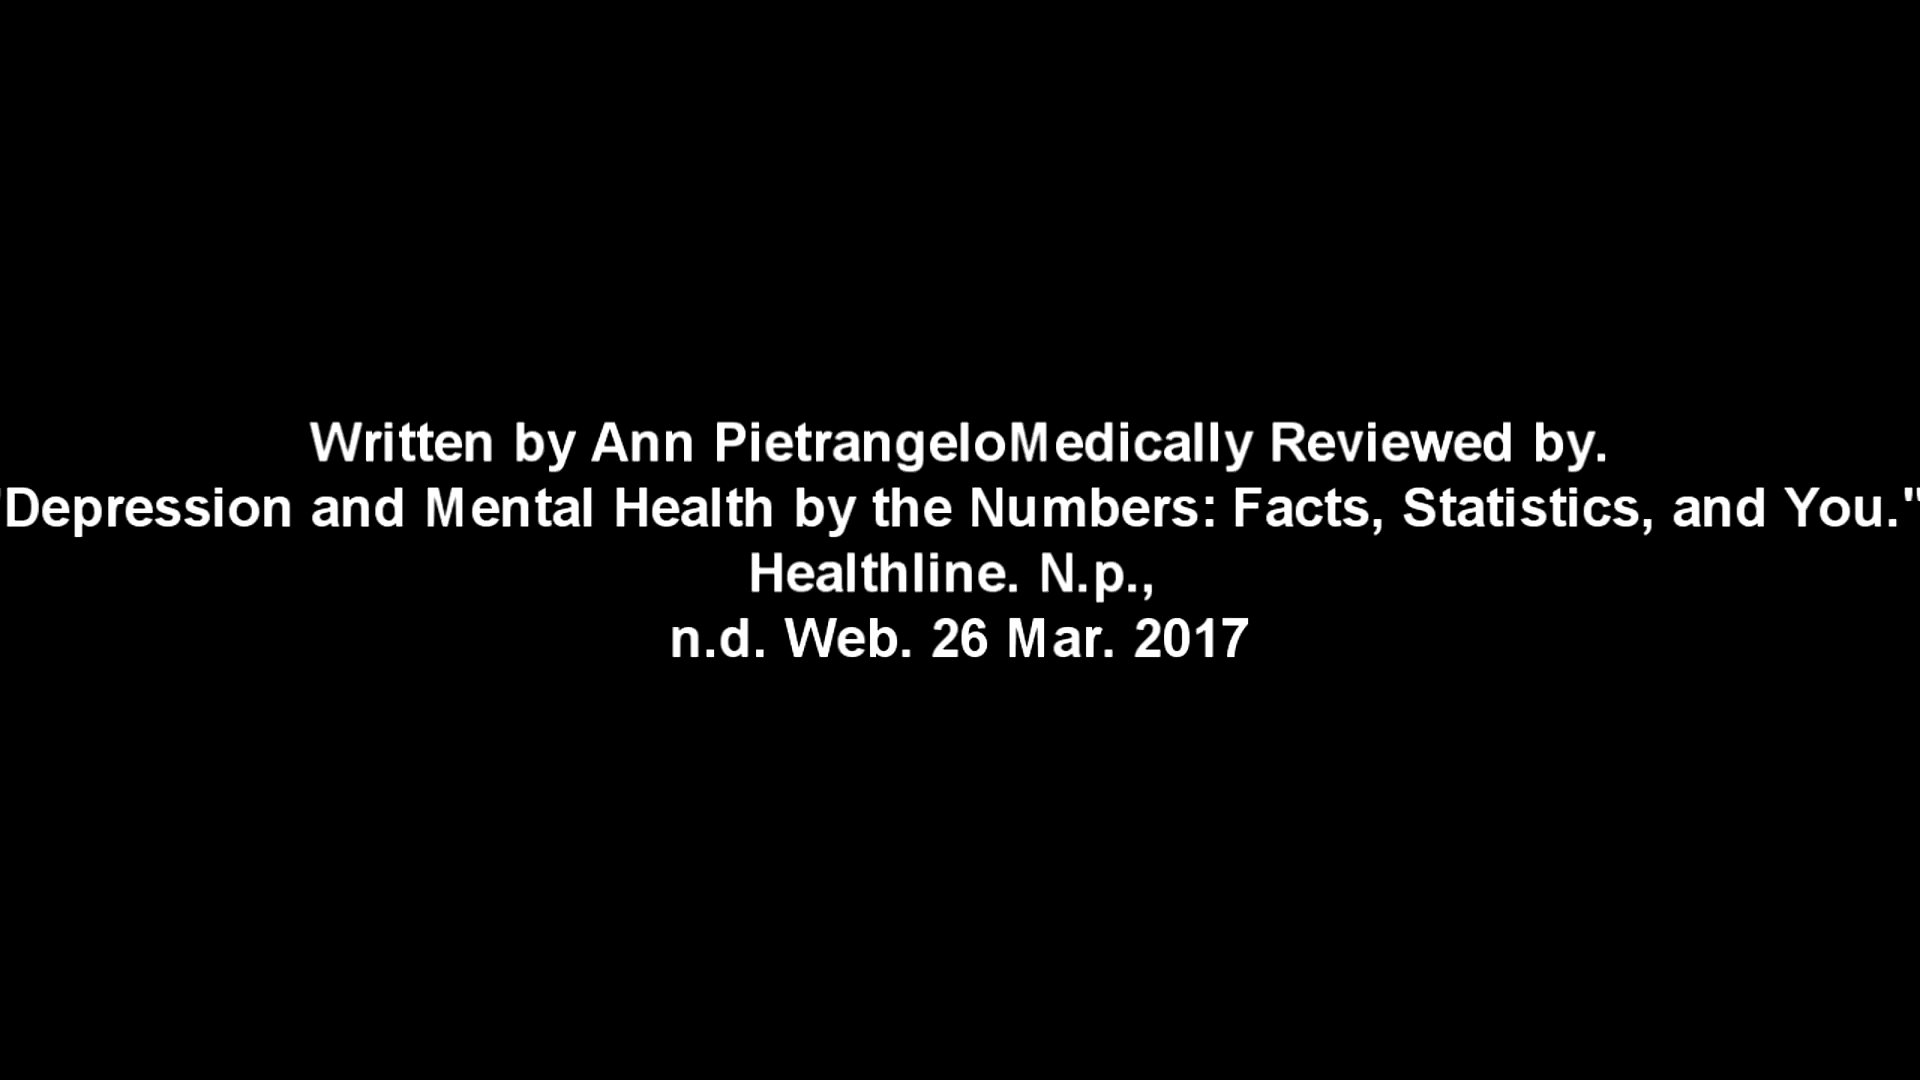 Written by Ann PietrangeloMedically Reviewed by.
"Depression and Mental Health by the Numbers: Facts, Statistics, and You."
Healthline. N.p.,
n.d. Web. 26 Mar. 2017